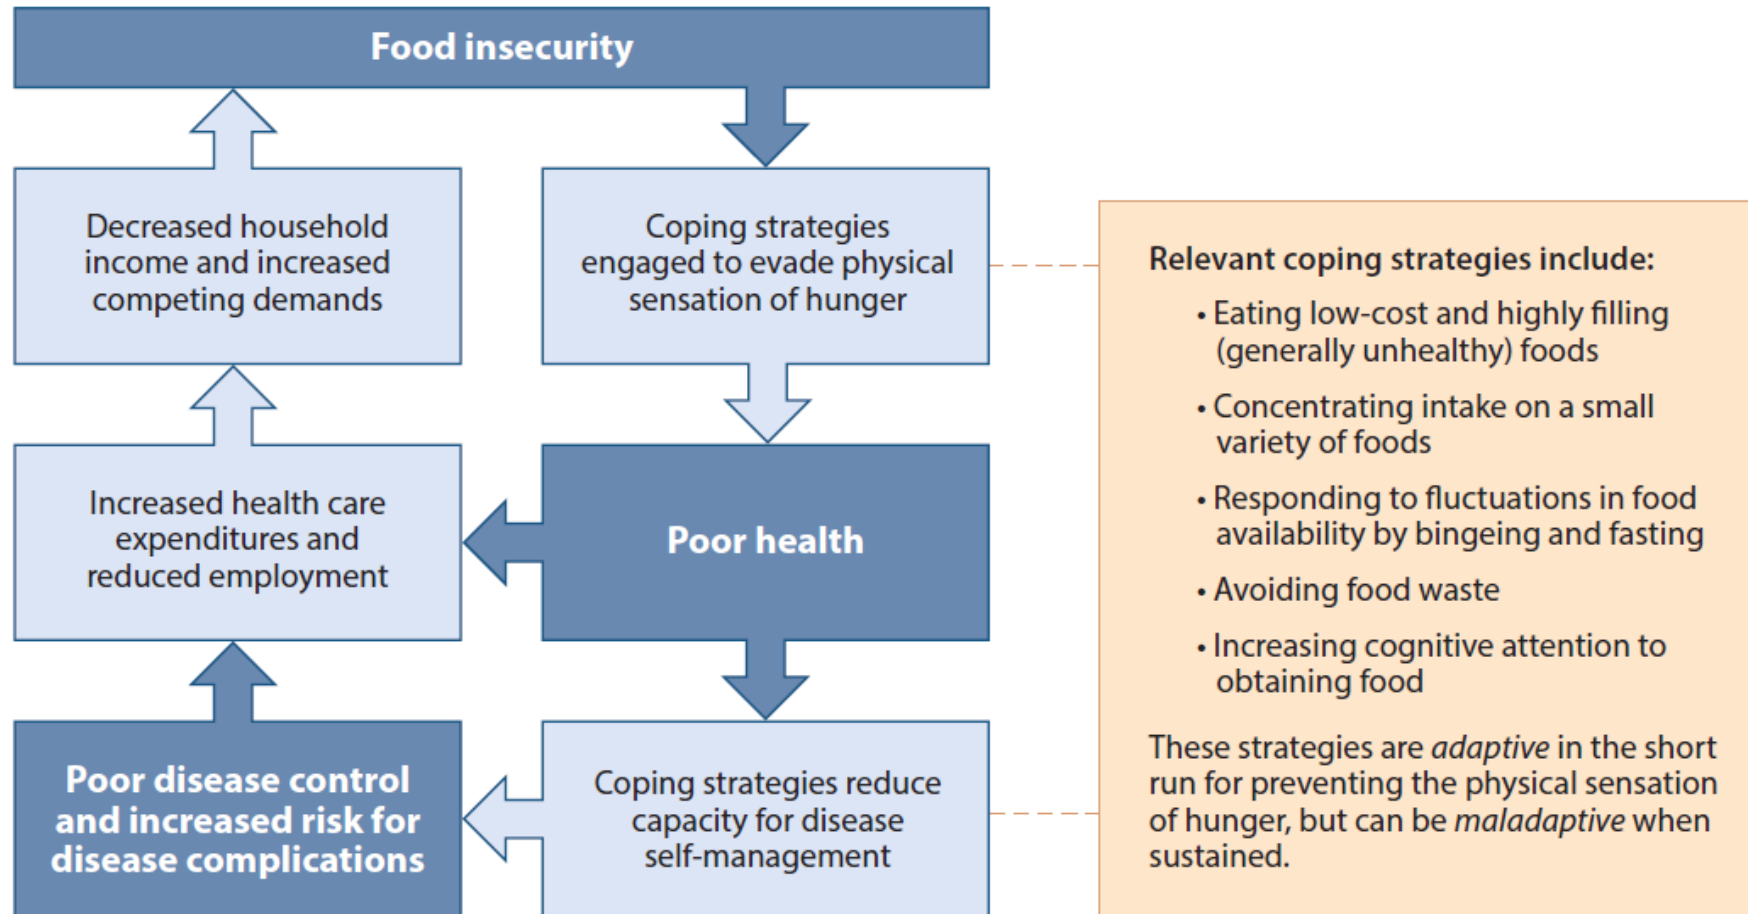 Food insecurity
Decreased household
income and increased
competing demands
Coping strategies
engaged to evade physical
sensation of hunger
Increased health care
expenditures and
reduced employment
Poor health
Poor disease control
and increased risk for
disease complications
Coping strategies reduce
capacity for disease
self-management
Relevant coping strategies include:
• Eating low-cost and highly filling
(generally unhealthy) foods
• Concentrating intake on a small
variety of foods
• Responding to fluctuations in food
availability by bingeing and fasting
• Avoiding food waste
• Increasing cognitive attention to
obtaining food
These strategies are adaptive in the short
run for preventing the physical sensation
of hunger, but can be maladaptive when
sustained.